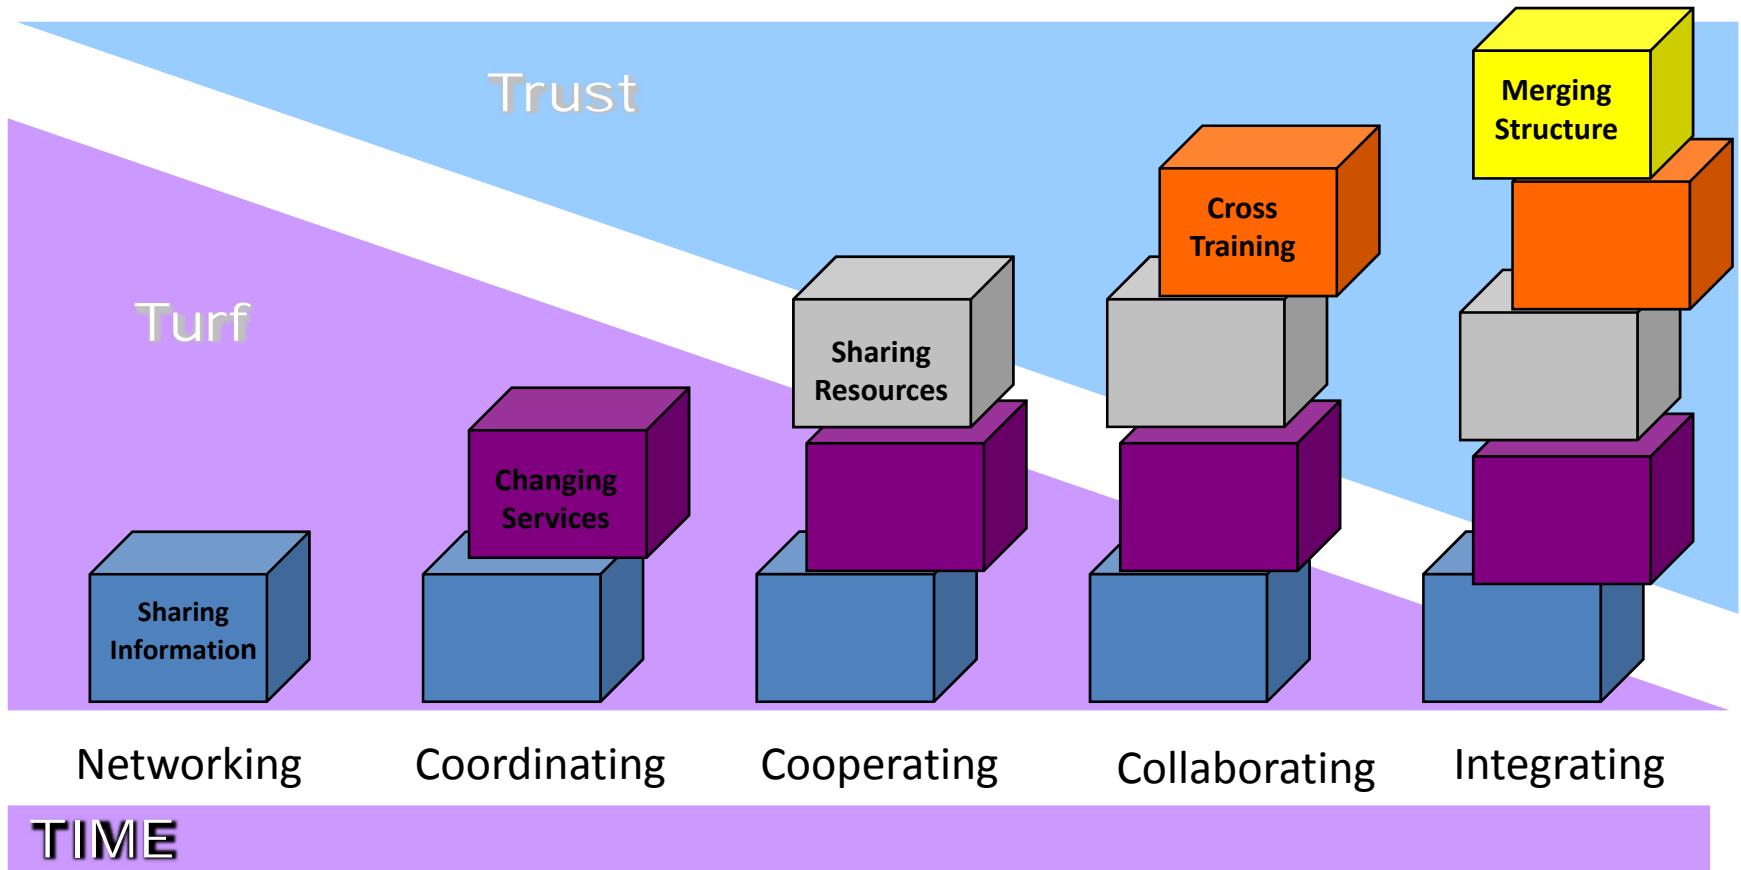 Trust
Merging
Structure
Cross
Training
Turf
Sharing
Resources
Changing
Services
Sharing
Information
Networking
Coordinating
Cooperating
Collaborating
Integrating
TIME